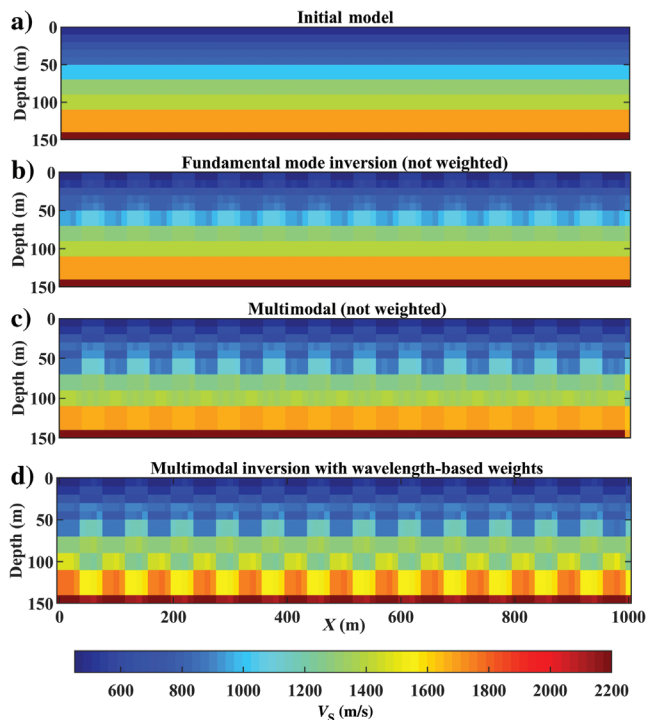 a)
Initial model
0
50
100
150
Depth (m)
b)
Fundamental mode inversion (not weighted)
0
50
100
150
Depth (m)
c)
Multimodal (not weighted)
0
50
100
150
Depth (m)
d)
Multimodal inversion with wavelength-based weights
0
50
100
150
Depth (m)
0 200 400 600 800 1000
X (m)
600 800 1000 1200 1400 1600 1800 2000 2200
VS (m/s)